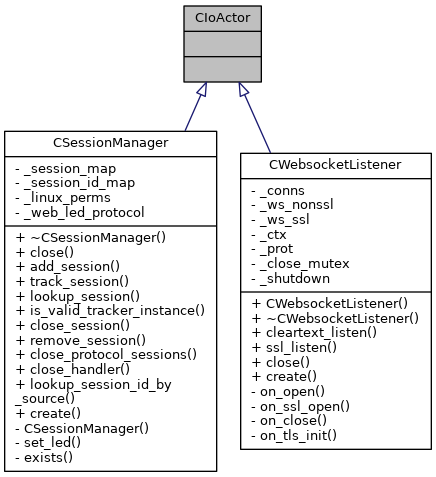 CIoActor
CSessionManager
- _session_map
- _session_id_map
- _linux_perms
- _web_led_protocol
+ ~CSessionManager()
+ close()
+ add_session()
+ track_session()
+ lookup_session()
+ is_valid_tracker_instance()
+ close_session()
+ remove_session()
+ close_protocol_sessions()
+ close_handler()
+ lookup_session_id_by
_source()
+ create()
- CSessionManager()
- set_led()
- exists()
CWebsocketListener
- _conns
- _ws_nonssl
- _ws_ssl
- _ctx
- _prot
- _close_mutex
- _shutdown
+ CWebsocketListener()
+ ~CWebsocketListener()
+ cleartext_listen()
+ ssl_listen()
+ close()
+ create()
- on_open()
- on_ssl_open()
- on_close()
- on_tls_init()